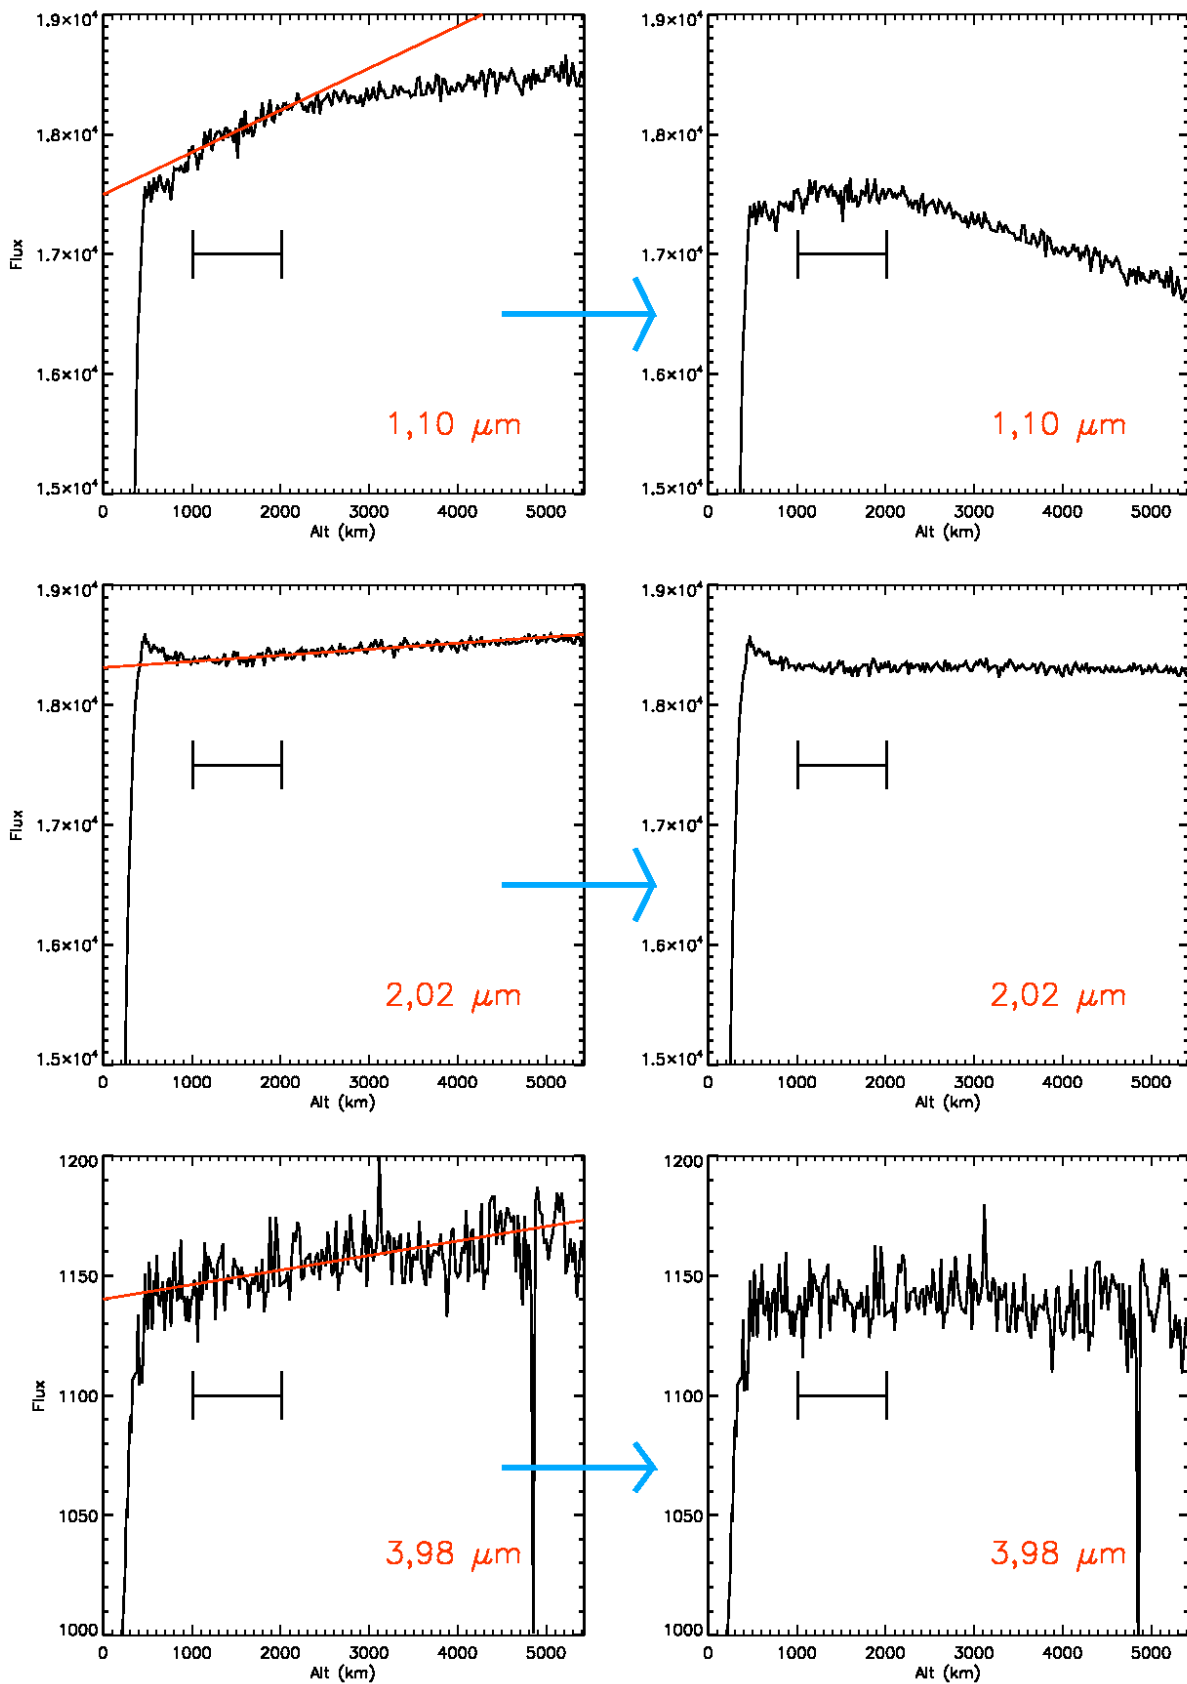 1.9×10⁴ 1.9×10⁴
1.8×10⁴ 1.8×10⁴
Flux
1.7×10⁴ 1.7×10⁴
1.6×10⁴ 1.6×10⁴
1,10 μm 1,10 μm
1.5×10⁴ 1.5×10⁴
0 1000 2000 3000 4000 5000 0 1000 2000 3000 4000 5000
Alt (km) Alt (km)
1.9×10⁴ 1.9×10⁴
1.8×10⁴ 1.8×10⁴
Flux
1.7×10⁴ 1.7×10⁴
1.6×10⁴ 1.6×10⁴
2,02 μm 2,02 μm
1.5×10⁴ 1.5×10⁴
0 1000 2000 3000 4000 5000 0 1000 2000 3000 4000 5000
Alt (km) Alt (km)
1200 1200
1150 1150
Flux
1100 1100
1050 1050
3,98 μm 3,98 μm
1000 1000
0 1000 2000 3000 4000 5000 0 1000 2000 3000 4000 5000
Alt (km) Alt (km)